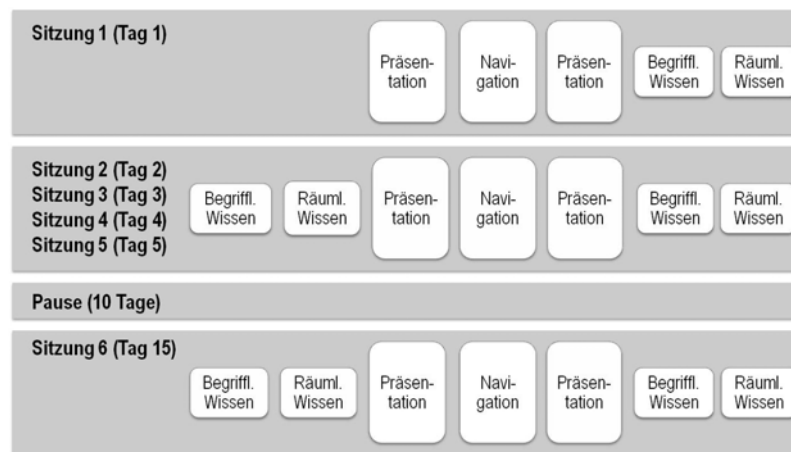 Sitzung 1 (Tag 1)
Präsen-
tation
Navi-
gation
Präsen-
tation
Begriffl.
Wissen
Räuml.
Wissen
Sitzung 2 (Tag 2)
Sitzung 3 (Tag 3)
Sitzung 4 (Tag 4)
Sitzung 5 (Tag 5)
Begriffl.
Wissen
Räuml.
Wissen
Präsen-
tation
Navi-
gation
Präsen-
tation
Begriffl.
Wissen
Räuml.
Wissen
Pause (10 Tage)
Sitzung 6 (Tag 15)
Begriffl.
Wissen
Räuml.
Wissen
Präsen-
tation
Navi-
gation
Präsen-
tation
Begriffl.
Wissen
Räuml.
Wissen